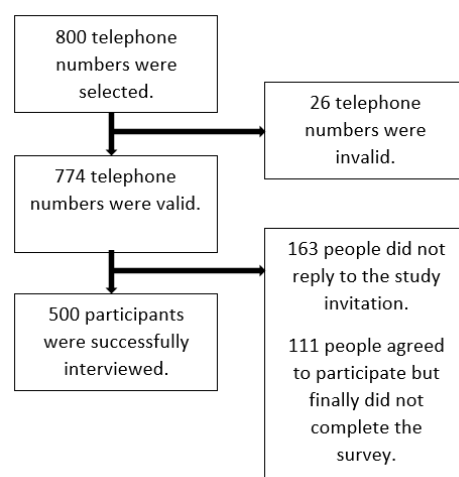 800 telephone
numbers were
selected.
26 telephone
numbers were
invalid.
774 telephone
numbers were valid.
163 people did not
reply to the study
invitation.
111 people agreed
to participate but
finally did not
complete the
survey.
500 participants
were successfully
interviewed.